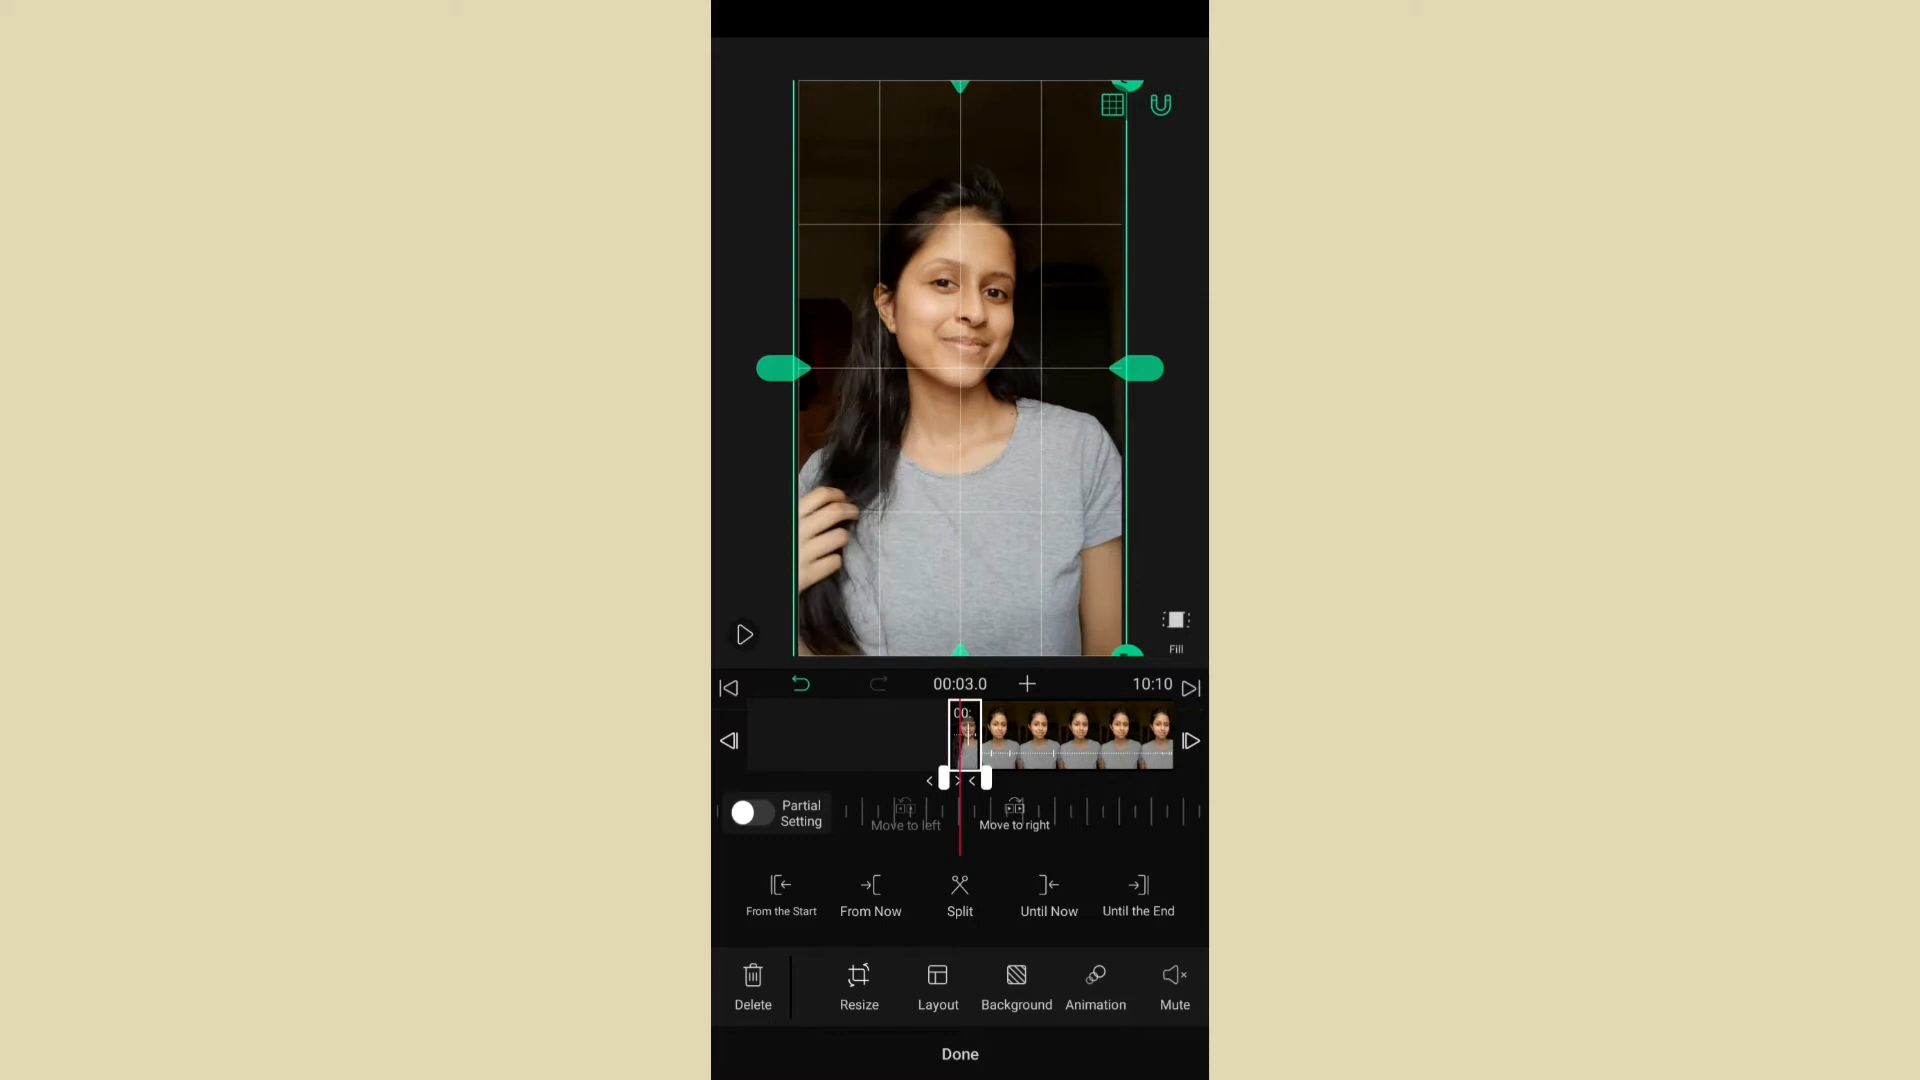 Fill
00:03.0
10:10
00:
Partial
Setting
Move to left
Move to right
From the Start
From Now
Split
Until Now
Until the End
Delete
Resize
Layout
Background
Animation
Mute
Done